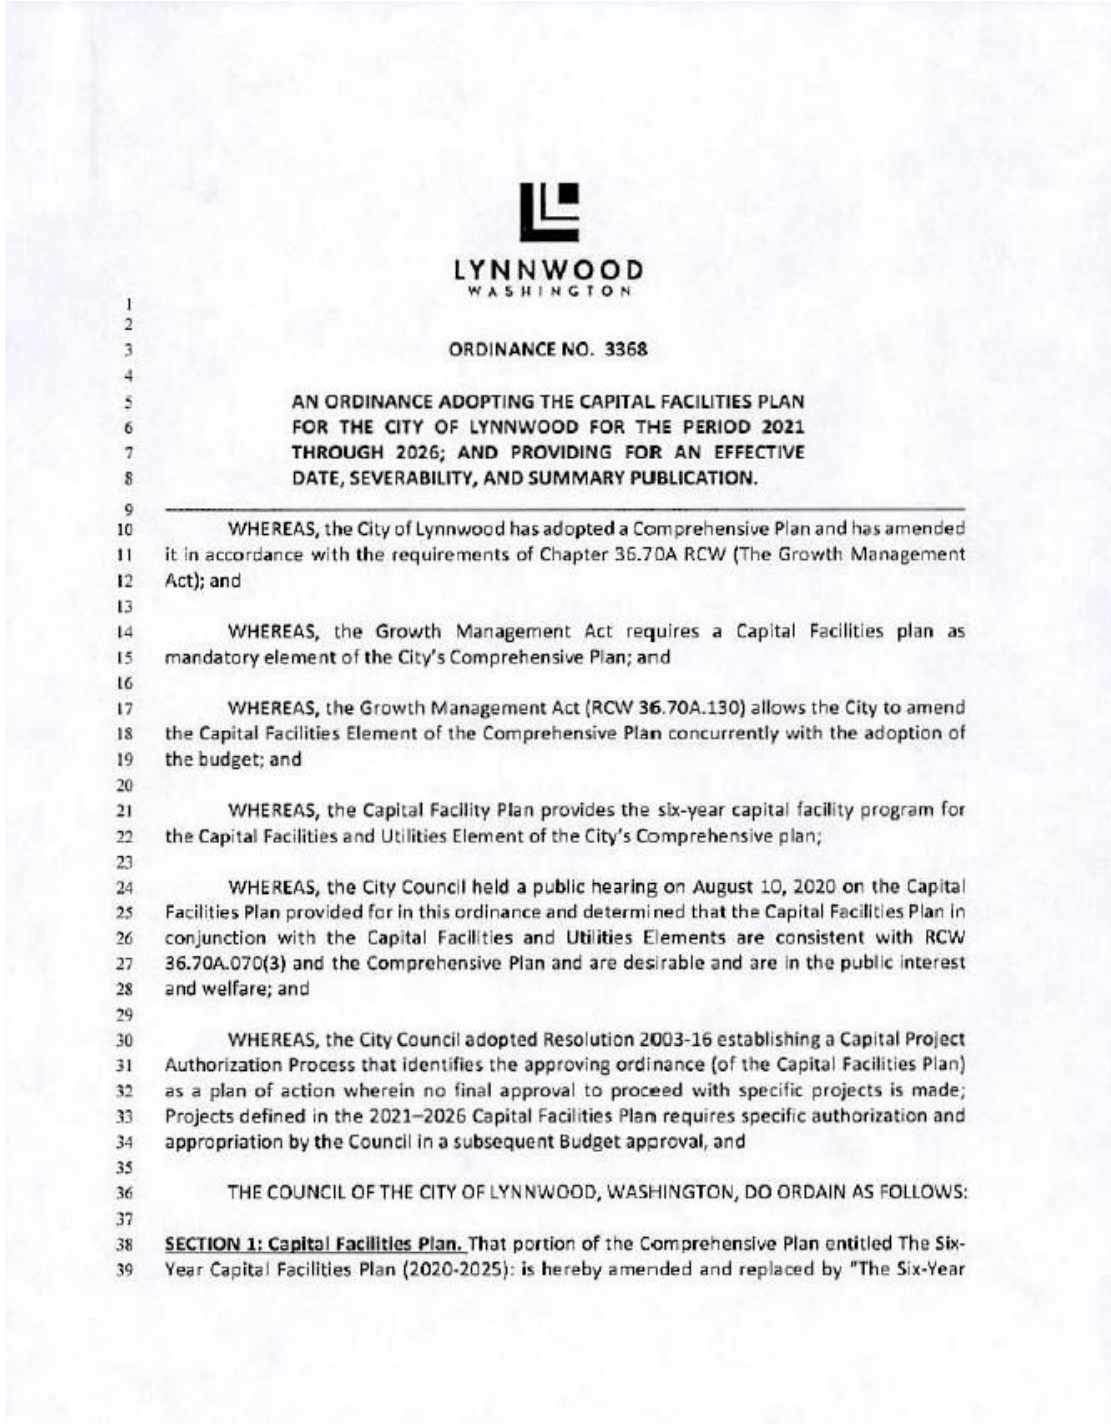 LYNNWOOD
WASHINGTON
1
2
3 ORDINANCE NO. 3368
4
5 AN ORDINANCE ADOPTING THE CAPITAL FACILITIES PLAN
6 FOR THE CITY OF LYNNWOOD FOR THE PERIOD 2021
7 THROUGH 2026; AND PROVIDING FOR AN EFFECTIVE
8 DATE, SEVERABILITY, AND SUMMARY PUBLICATION.
9
10 WHEREAS, the City of Lynnwood has adopted a Comprehensive Plan and has amended
11 it in accordance with the requirements of Chapter 36.70A RCW (The Growth Management
12 Act); and
13
14 WHEREAS, the Growth Management Act requires a Capital Facilities plan as
15 mandatory element of the City's Comprehensive Plan; and
16
17 WHEREAS, the Growth Management Act (RCW 36.70A.130) allows the City to amend
18 the Capital Facilities Element of the Comprehensive Plan concurrently with the adoption of
19 the budget; and
20
21 WHEREAS, the Capital Facility Plan provides the six-year capital facility program for
22 the Capital Facilities and Utilities Element of the City's Comprehensive plan;
23
24 WHEREAS, the City Council held a public hearing on August 10, 2020 on the Capital
25 Facilities Plan provided for in this ordinance and determined that the Capital Facilities Plan in
26 conjunction with the Capital Facilities and Utilities Elements are consistent with RCW
27 36.70A.070(3) and the Comprehensive Plan and are desirable and are in the public interest
28 and welfare; and
29
30 WHEREAS, the City Council adopted Resolution 2003-16 establishing a Capital Project
31 Authorization Process that identifies the approving ordinance (of the Capital Facilities Plan)
32 as a plan of action wherein no final approval to proceed with specific projects is made;
33 Projects defined in the 2021–2026 Capital Facilities Plan requires specific authorization and
34 appropriation by the Council in a subsequent Budget approval, and
35
36 THE COUNCIL OF THE CITY OF LYNNWOOD, WASHINGTON, DO ORDAIN AS FOLLOWS:
37
38 SECTION 1: Capital Facilities Plan. That portion of the Comprehensive Plan entitled The Six-
39 Year Capital Facilities Plan (2020-2025): is hereby amended and replaced by "The Six-Year